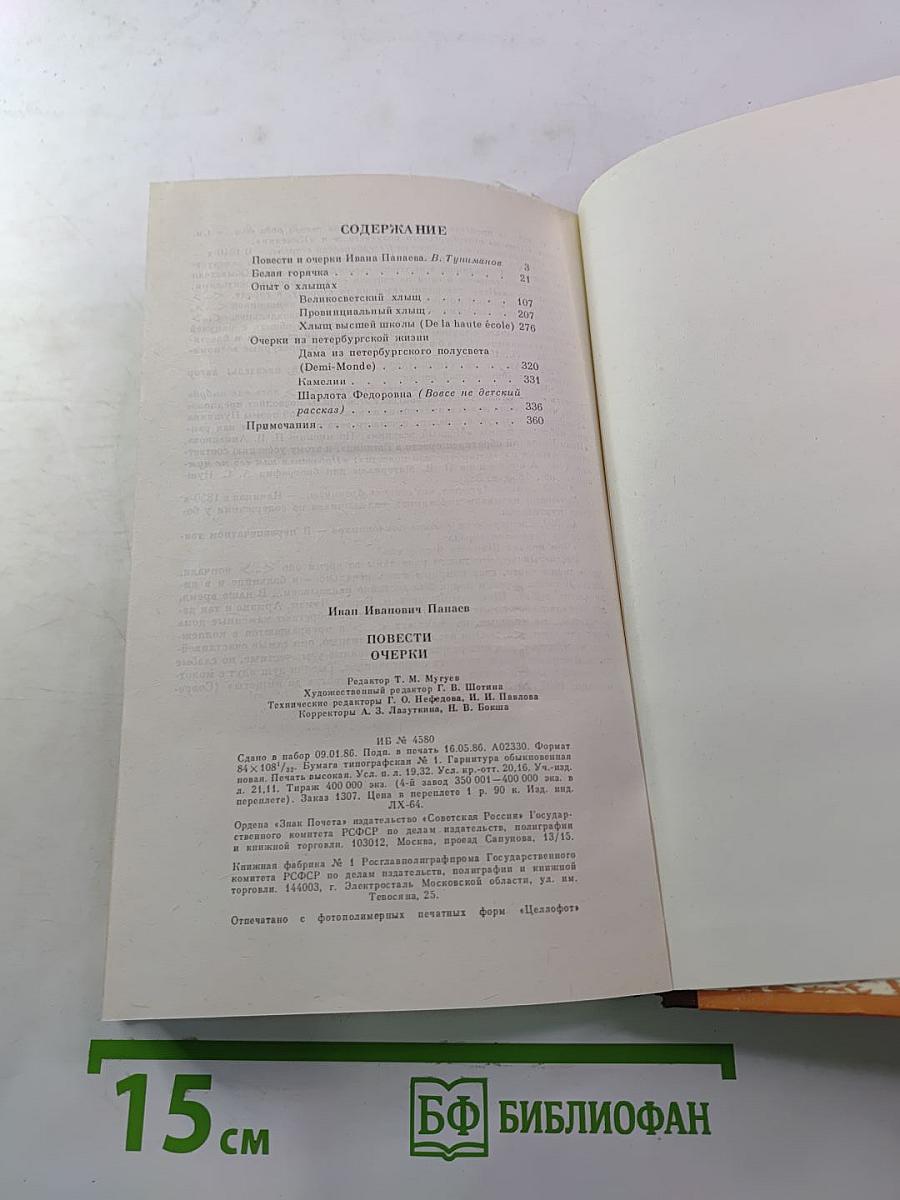 СОДЕРЖАНИЕ
Повести и очерки Ивана Панаева. В. Туниманов 3
Белая горячка . . . . . . . . . . . . 21
Опыт о хлыщах
Великосветский хлыщ . . . . . . 107
Провинциальный хлыщ . . . . . . 207
Хлыщ высшей школы (De la haute école) 276
Очерки из петербургской жизни
Дама из петербургского полусвета
(Demi-Monde) . . . . . . . . . 320
Камелии . . . . . . . . . . . 331
Шарлота Федоровна (Вовсе не детский
рассказ) . . . . . . . . . . . 336
Примечания . . . . . . . . . . . . . 360
Иван Иванович Панаев
ПОВЕСТИ
ОЧЕРКИ
Редактор Т. М. Мугуев
Художественный редактор Г. В. Шотина
Технические редакторы Г. О. Нефедова, И. И. Павлова
Корректоры А. З. Лазуткина, Н. В. Бокша
ИБ № 4580
Сдано в набор 09.01.86. Подп. в печать 16.05.86. А02330. Формат
84×108¹/₃₂. Бумага типографская № 1. Гарнитура обыкновенная
новая. Печать высокая. Усл. п. л. 19,32. Усл. кр.-отт. 20,16. Уч.-изд.
л. 21,11. Тираж 400 000 экз. (4-й завод 350 001—400 000 экз. в
переплете). Заказ 1307. Цена в переплете 1 р. 90 к. Изд. инд.
ЛХ-64.
Ордена «Знак Почета» издательство «Советская Россия» Государ-
ственного комитета РСФСР по делам издательств, полиграфии
и книжной торговли. 103012, Москва, проезд Сапунова, 13/15.
Книжная фабрика № 1 Росглавполиграфпрома Государственного
комитета РСФСР по делам издательств, полиграфии и книжной
торговли. 144003, г. Электросталь Московской области, ул. им.
Тевосяна, 25.
Отпечатано с фотополимерных печатных форм «Целлофот»
15 см
БФ БИБЛИОФАН